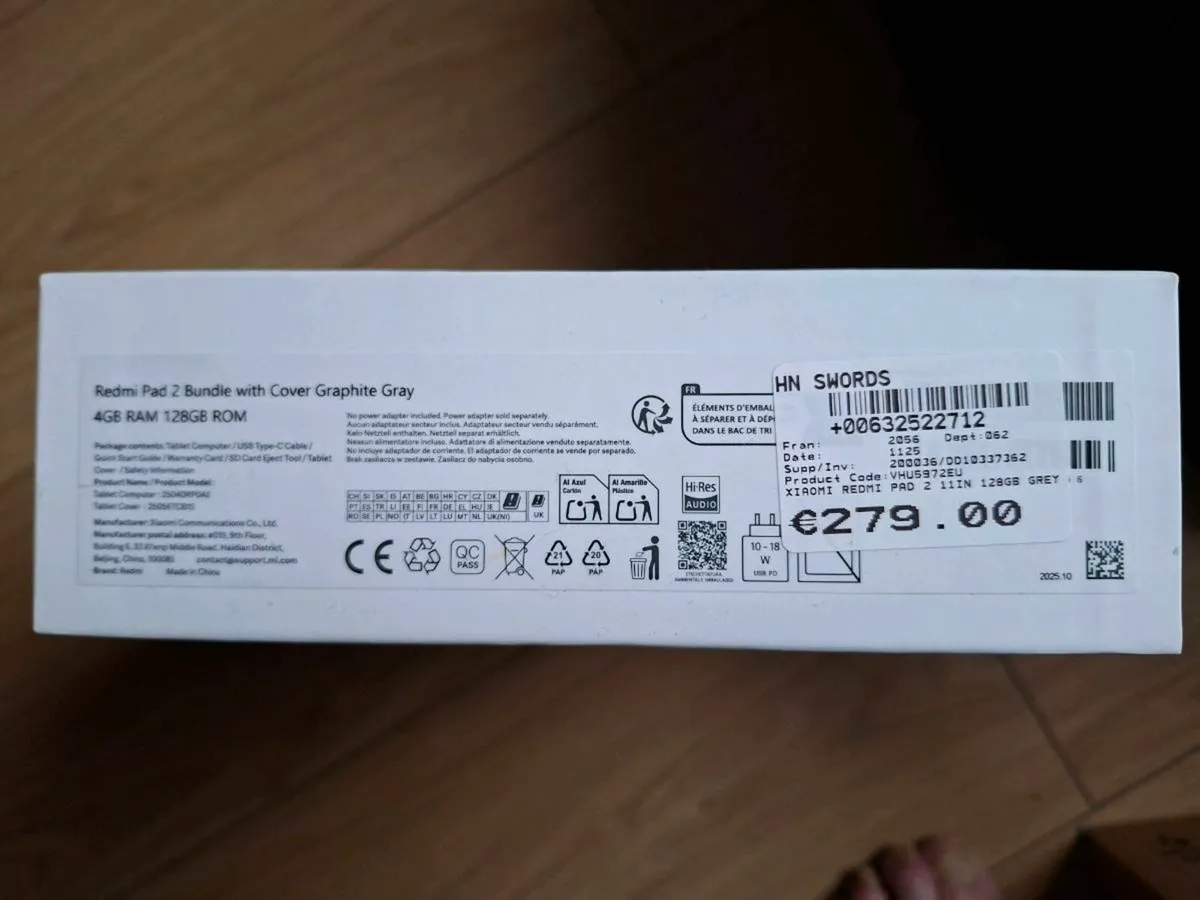 Redmi Pad 2 Bundle with Cover Graphite Gray
4GB RAM 128GB ROM
Package contents: Tablet Computer / USB Type-C Cable /
Quick Start Guide / Warranty Card / SD Card Eject Tool / Tablet
Cover / Safety Information
Product Name / Product Model:
Tablet Computer :
Tablet Cover :
Manufacturer: Xiaomi Communications Co., Ltd.
Manufacturer postal address: #019, 9th Floor,
Building 6, 33 Xi'erqi Middle Road, Haidian District,
Beijing, China, 100085 contact@support.mi.com
Brand: Redmi Made in China
No power adapter included. Power adapter sold separately.
Aucun adaptateur secteur inclus. Adaptateur secteur vendu séparément.
Kein Netzteil enthalten. Netzteil separat erhältlich.
Nessun alimentatore incluso. Adattatore di alimentazione venduto separatamente.
No incluye adaptador de corriente. El adaptador de corriente se vende por separado.
Brak zasilacza w zestawie. Zasilacz do nabycia osobno.
CH SI SK IS AT BE BG HR CY CZ DK
PT ES TR LI EE FI FR DE EL HU IE
RO SE PL NO IT LV LT LU MT NL UK(NI)
UK
Al Azul
Cartón
Al Amarillo
Plástico
Hi-Res
AUDIO
CE
QC
PASS
21
PAP
20
PAP
ETICHETTATURA
AMBIENTALE IMBALLAGGI
10 - 18
W
USB PD
FR
ÉLÉMENTS D'EMBAL
À SÉPARER ET À DÉP
DANS LE BAC DE TRI
HN SWORDS
+00632522712
Fran: 2056 Dept:062
Date: 1125
Supp/Inv: 200036/DD10337362
Product Code:VHU5972EU
XIAOMI REDMI PAD 2 11IN 128GB GREY
€279.00
2025.10